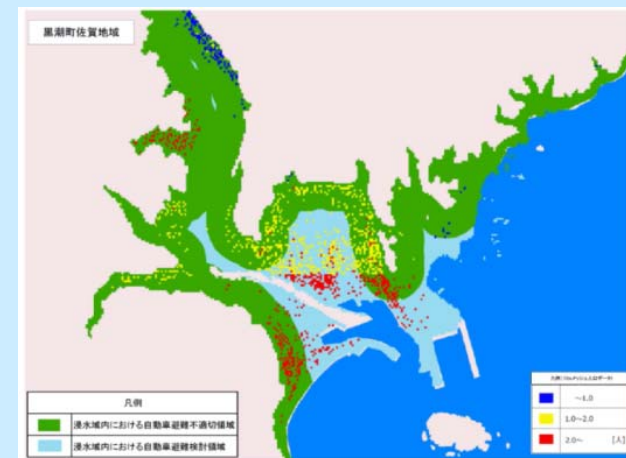 黒潮町佐賀地域
凡例
浸水域内における自動車避難不適切領域
浸水域内における自動車避難検討領域
～1.0
1.0～2.0
2.0～ [人]